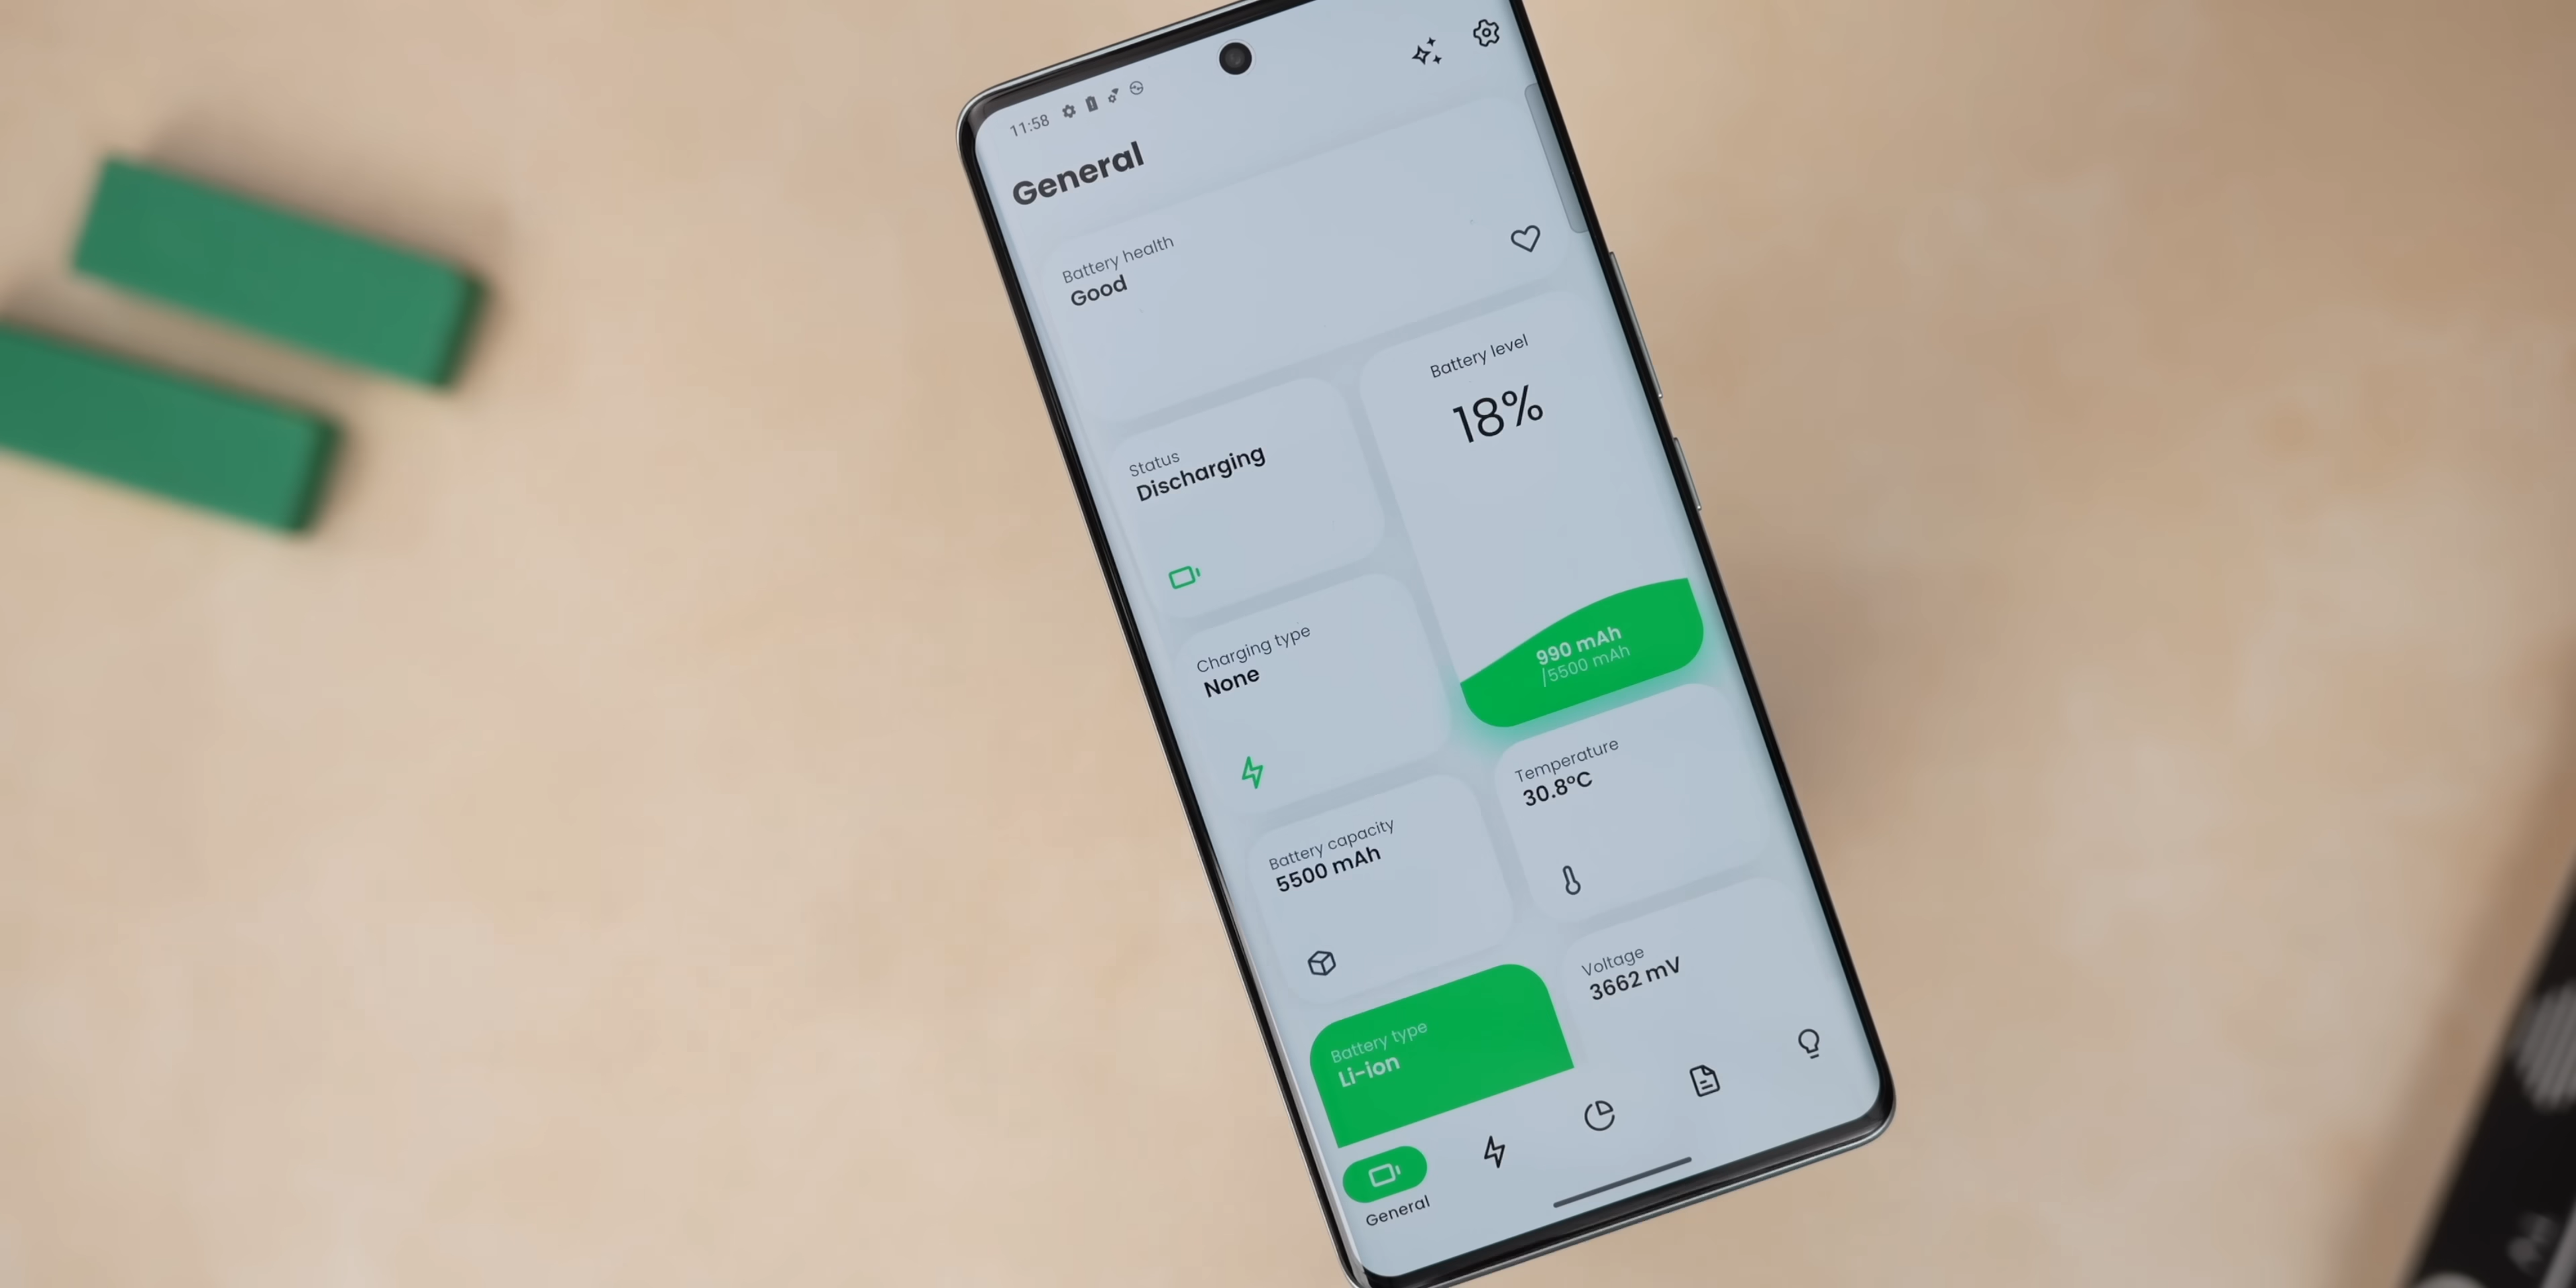 11:58
General
Battery health
Good
Status
Discharging
Battery level
18%
990 mAh
/5500 mAh
Charging type
None
Temperature
30.8°C
Battery capacity
5500 mAh
Voltage
3662 mV
Battery type
Li-ion
General